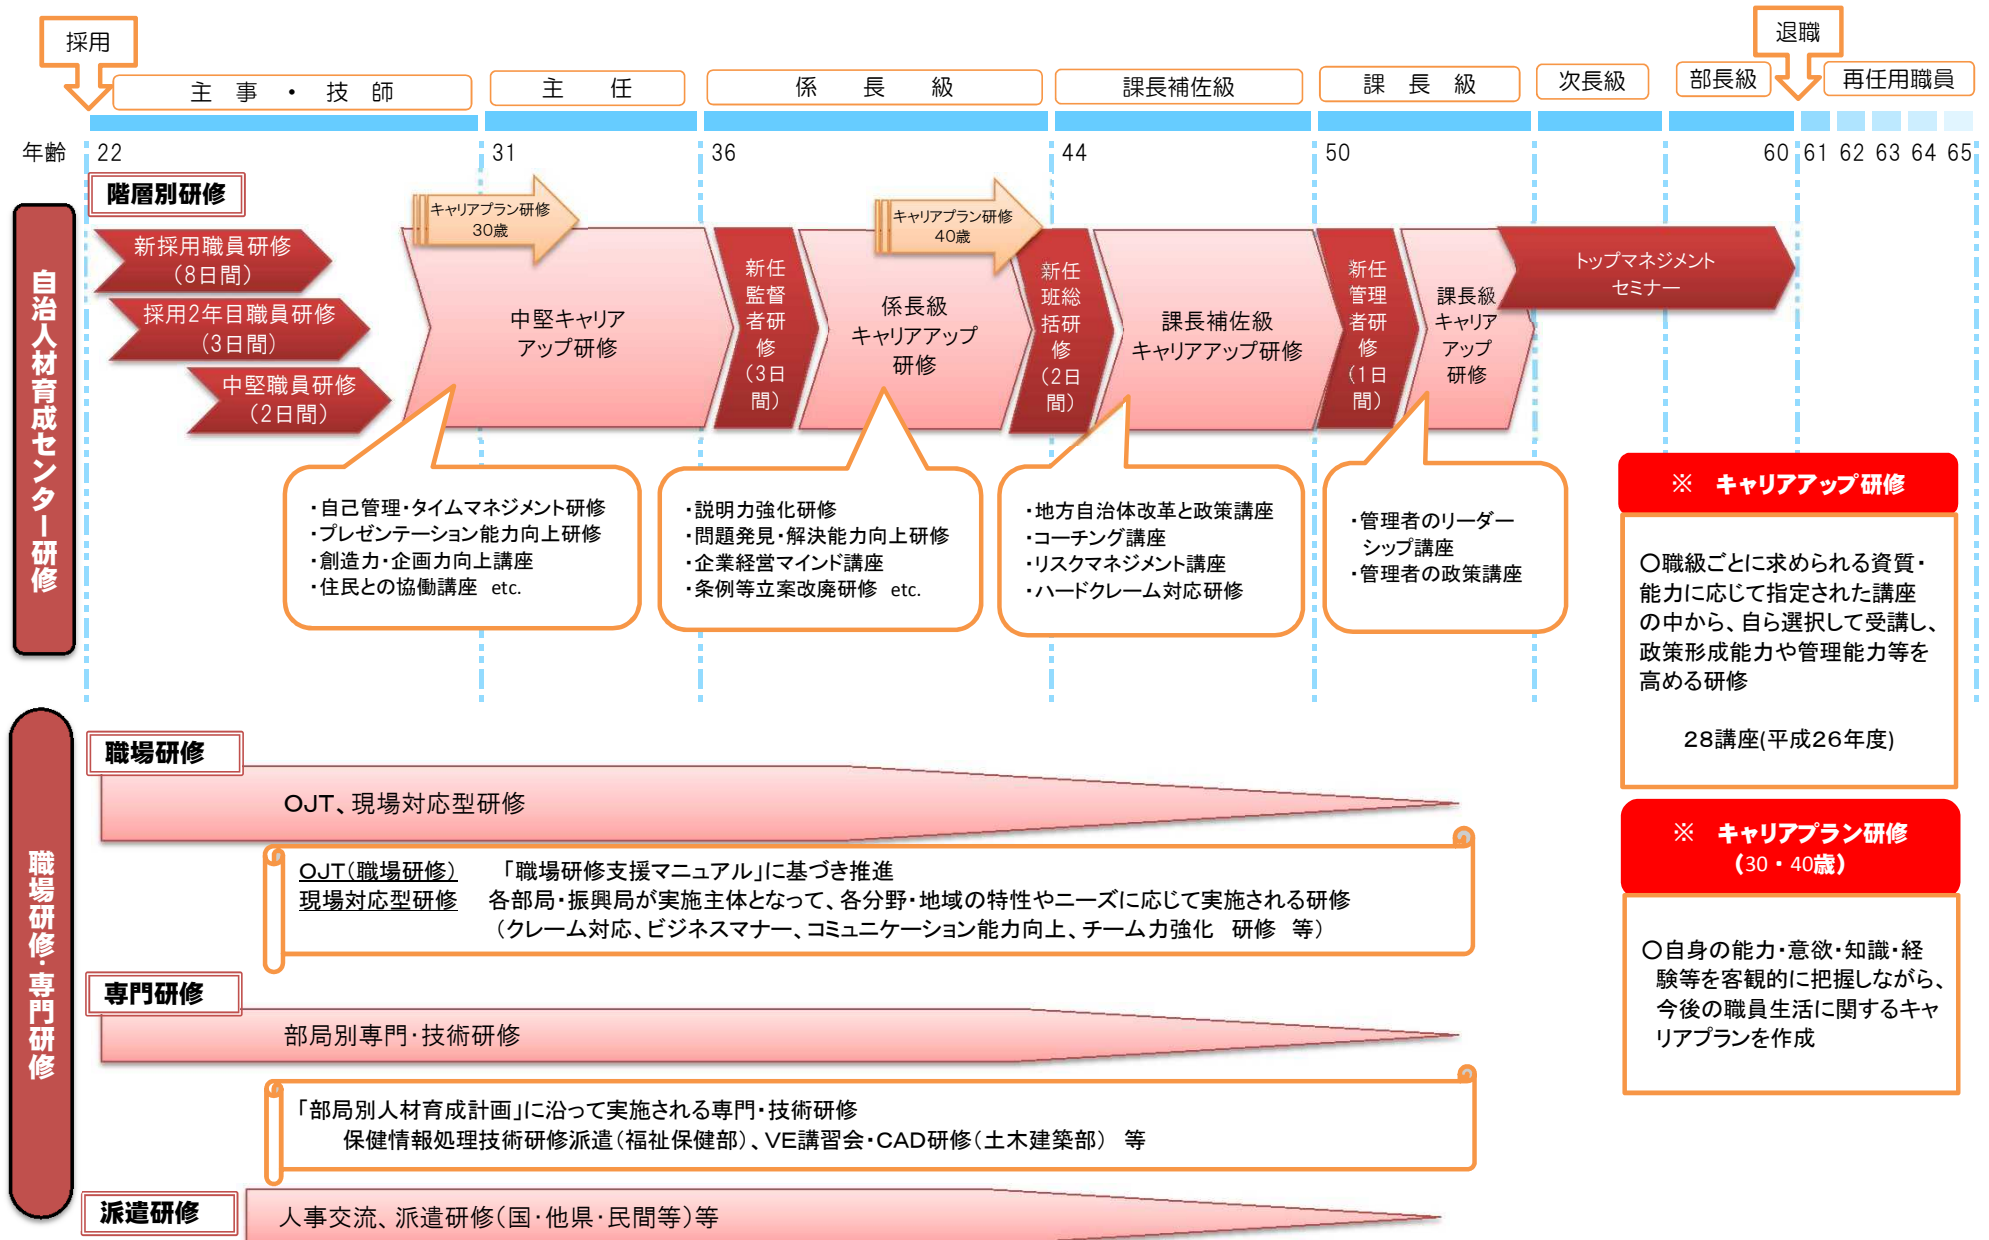 採用
退職
主 事 ・ 技 師
主 任
係 長 級
課長補佐級
課 長 級
次長級
部長級
再任用職員
年齢
22
31
36
44
50
60
61
62
63
64
65
自治人材育成センター研修
階層別研修
キャリアプラン研修
30歳
キャリアプラン研修
40歳
新採用職員研修
(8日間)
採用2年目職員研修
(3日間)
中堅職員研修
(2日間)
中堅キャリア
アップ研修
新任
監督
者研
修
(3日
間)
係長級
キャリアアップ
研修
新任
班総
括研
修
(2日
間)
課長補佐級
キャリアアップ研修
新任
管理
者研
修
(1日
間)
課長級
キャリア
アップ
研修
トップマネジメント
セミナー
・自己管理・タイムマネジメント研修
・プレゼンテーション能力向上研修
・創造力・企画力向上講座
・住民との協働講座 etc.
・説明力強化研修
・問題発見・解決能力向上研修
・企業経営マインド講座
・条例等立案改廃研修 etc.
・地方自治体改革と政策講座
・コーチング講座
・リスクマネジメント講座
・ハードクレーム対応研修
・管理者のリーダー
シップ講座
・管理者の政策講座
※ キャリアアップ研修
○職級ごとに求められる資質・
能力に応じて指定された講座
の中から、自ら選択して受講し、
政策形成能力や管理能力等を
高める研修
28講座(平成26年度)
※ キャリアプラン研修
(30・40歳)
○自身の能力・意欲・知識・経
験等を客観的に把握しながら、
今後の職員生活に関するキャ
リアプランを作成
職場研修・専門研修
職場研修
OJT、現場対応型研修
OJT(職場研修) 「職場研修支援マニュアル」に基づき推進
現場対応型研修 各部局・振興局が実施主体となって、各分野・地域の特性やニーズに応じて実施される研修
(クレーム対応、ビジネスマナー、コミュニケーション能力向上、チーム力強化 研修 等)
専門研修
部局別専門・技術研修
「部局別人材育成計画」に沿って実施される専門・技術研修
保健情報処理技術研修派遣(福祉保健部)、VE講習会・CAD研修(土木建築部) 等
派遣研修
人事交流、派遣研修(国・他県・民間等)等